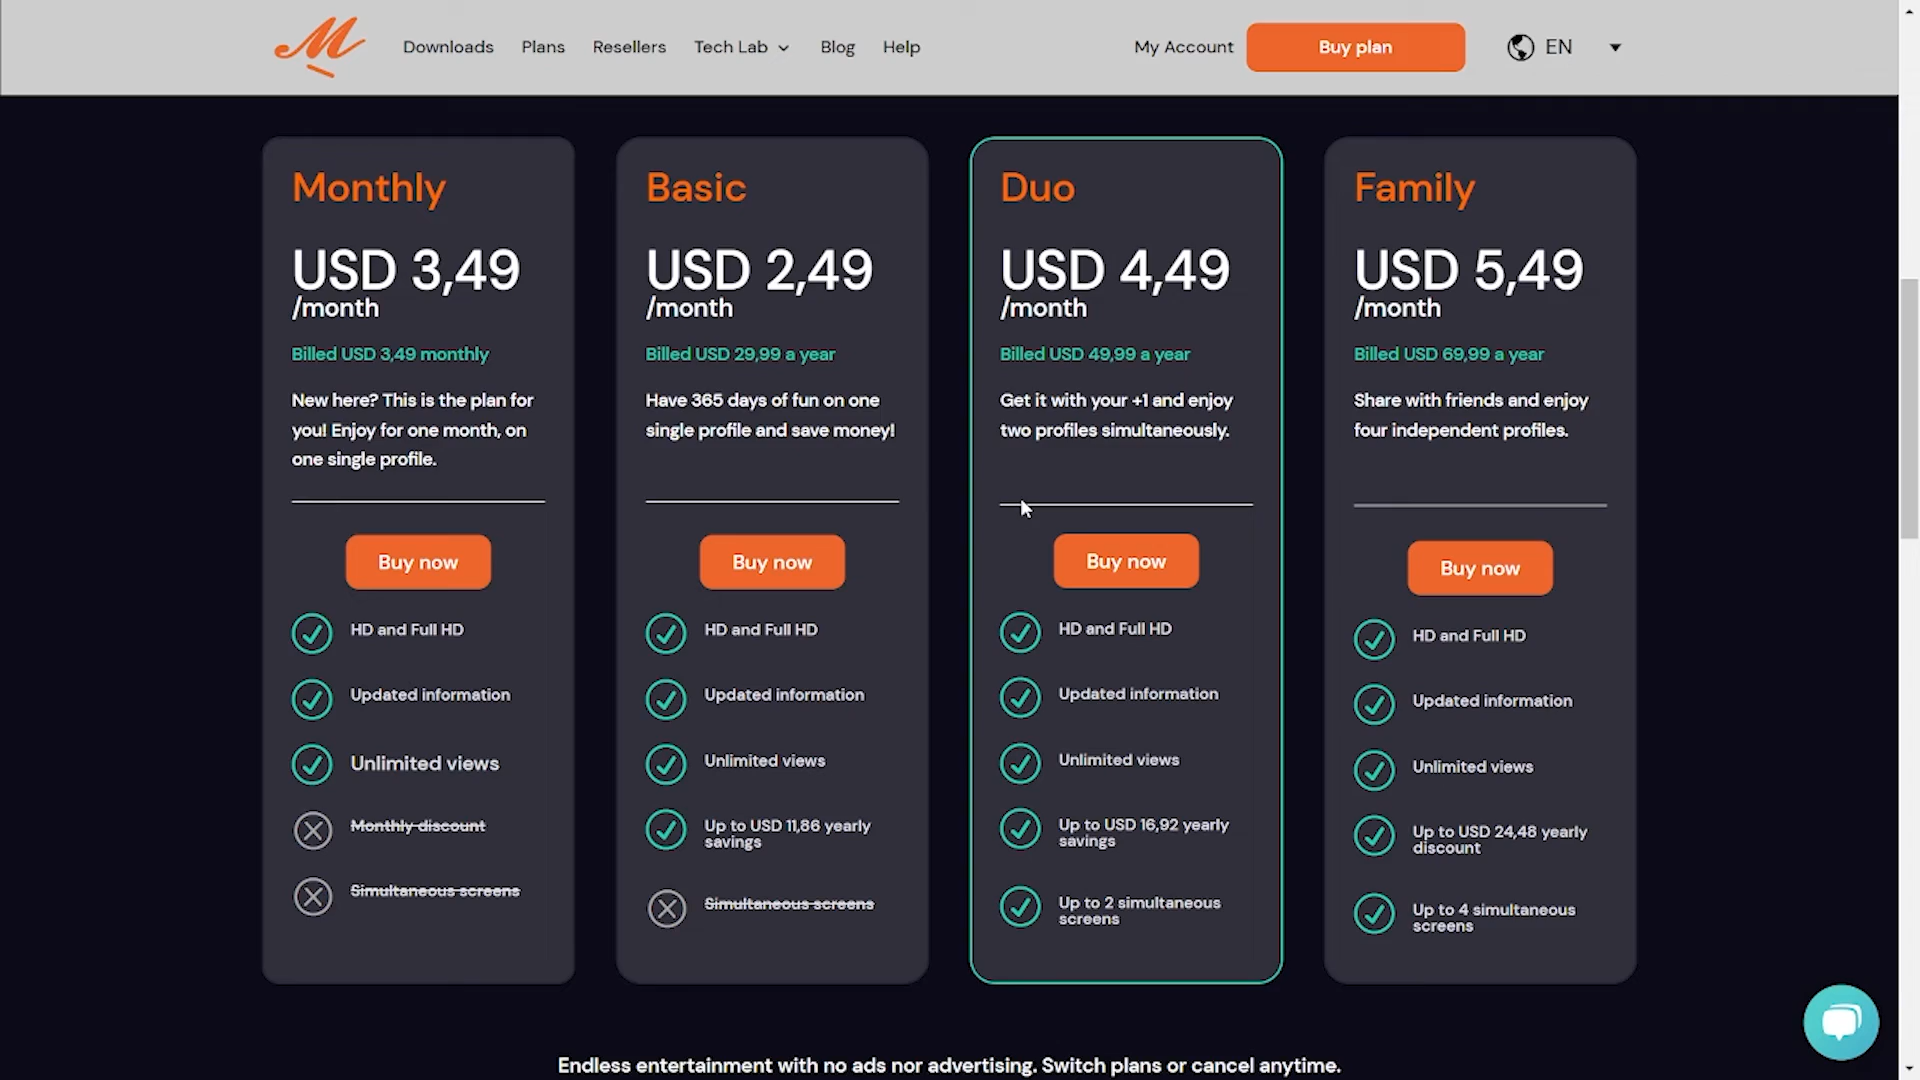 M
Downloads
Plans
Resellers
Tech Lab
Blog
Help
My Account
Buy plan
EN
Monthly
USD 3,49
/month
Billed USD 3,49 monthly
New here? This is the plan for
you! Enjoy for one month, on
one single profile.
Buy now
HD and Full HD
Updated information
Unlimited views
Monthly discount
Simultaneous screens
Basic
USD 2,49
/month
Billed USD 29,99 a year
Have 365 days of fun on one
single profile and save money!
Buy now
HD and Full HD
Updated information
Unlimited views
Up to USD 11,86 yearly
savings
Simultaneous screens
Duo
USD 4,49
/month
Billed USD 49,99 a year
Get it with your +1 and enjoy
two profiles simultaneously.
Buy now
HD and Full HD
Updated information
Unlimited views
Up to USD 16,92 yearly
savings
Up to 2 simultaneous
screens
Family
USD 5,49
/month
Billed USD 69,99 a year
Share with friends and enjoy
four independent profiles.
Buy now
HD and Full HD
Updated information
Unlimited views
Up to USD 24,48 yearly
discount
Up to 4 simultaneous
screens
Endless entertainment with no ads nor advertising. Switch plans or cancel anytime.